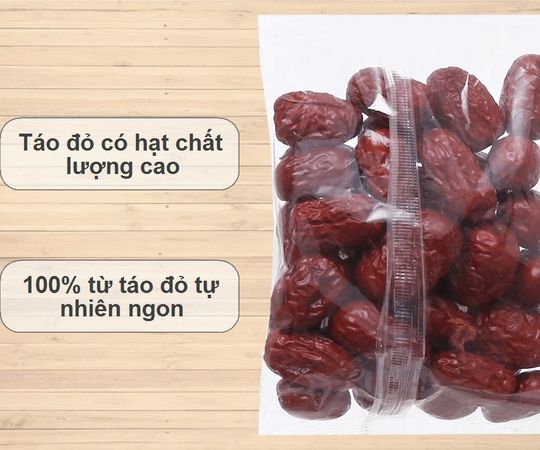 Táo đỏ có hạt chất
lượng cao
100% từ táo đỏ tự
nhiên ngon